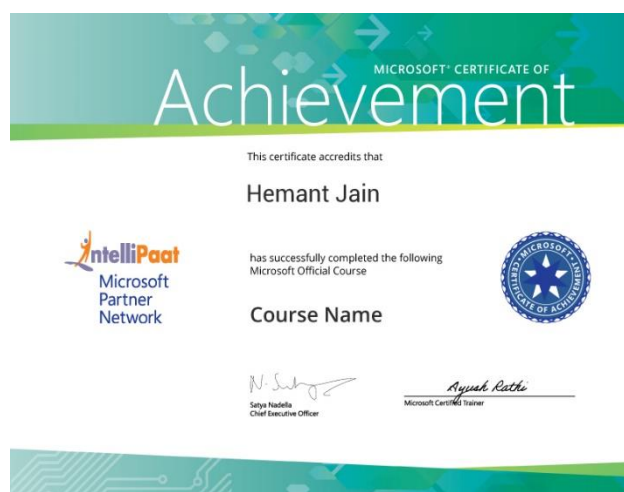 MICROSOFT® CERTIFICATE OF
Achievement
This certificate accredits that
Hemant Jain
IntelliPaat
Microsoft
Partner
Network
has successfully completed the following
Microsoft Official Course
Course Name
MICROSOFT
CERTIFICATE OF ACHIEVEMENT
Satya Nadella
Chief Executive Officer
Ayush Rathi
Microsoft Certified Trainer